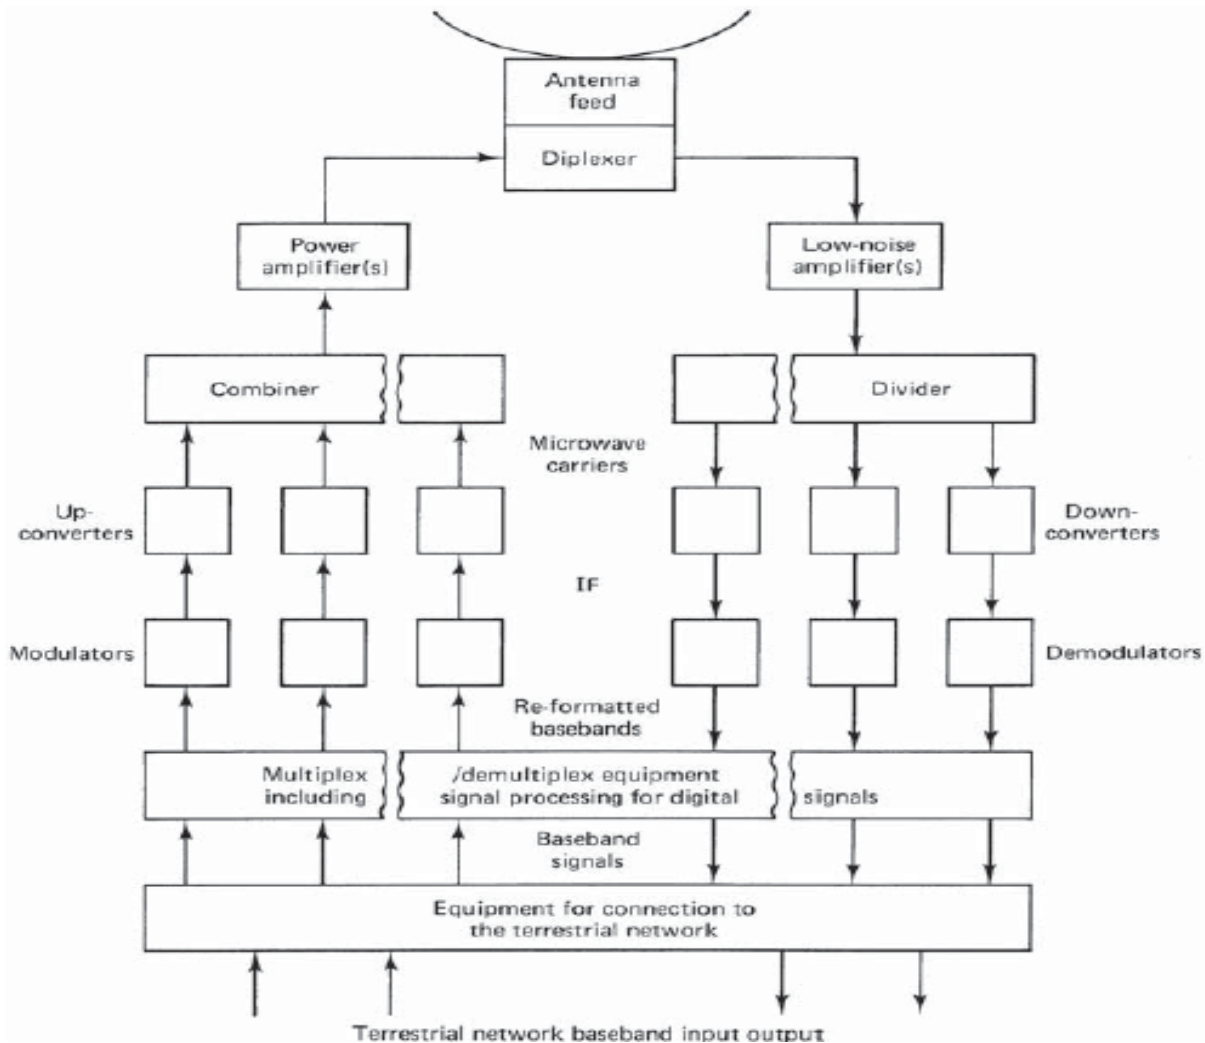 Antenna
feed
Diplexer
Power
amplifier(s)
Low-noise
amplifier(s)
Combiner
Divider
Microwave
carriers
Up-
converters
Down-
converters
IF
Modulators
Demodulators
Re-formatted
basebands
Multiplex /demultiplex equipment
including signal processing for digital signals
Baseband
signals
Equipment for connection to
the terrestrial network
Terrestrial network baseband input output